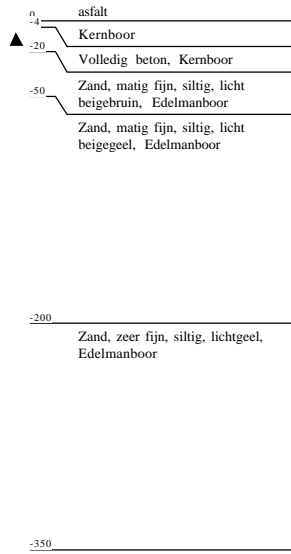 0 asfalt
-4 Kernboor
-20 Volledig beton, Kernboor
Zand, matig fijn, siltig, licht
beigebruin, Edelmanboor
-50
Zand, matig fijn, siltig, licht
beigegeel, Edelmanboor
-200
Zand, zeer fijn, siltig, lichtgeel,
Edelmanboor
-350